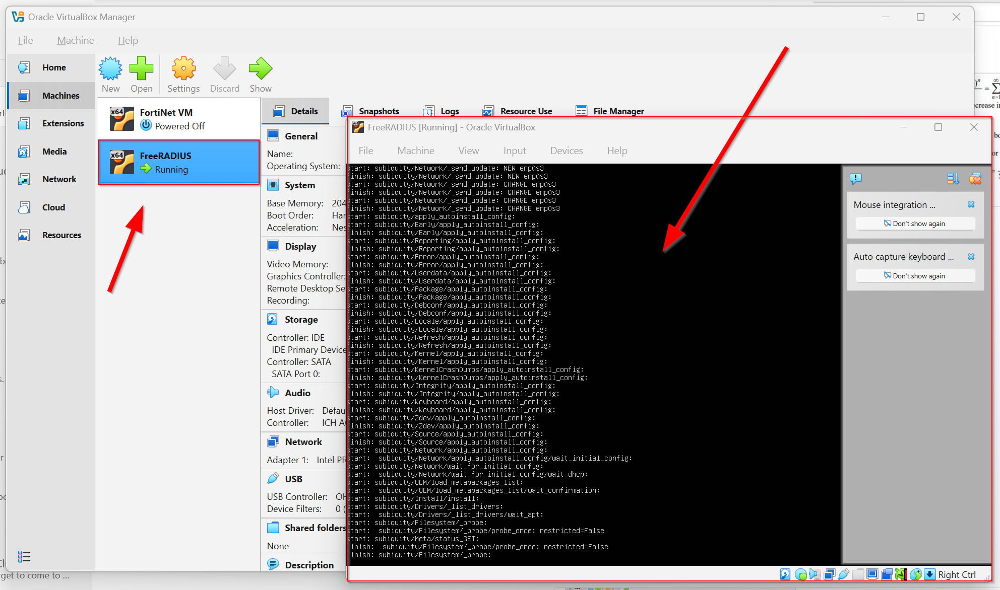 Oracle VirtualBox Manager
File Machine Help
Home
Machines
Extensions
Media
Network
Cloud
Resources
New Open Settings Discard Show
x64 FortiNet VM
Powered Off
x64 FreeRADIUS
Running
Details Snapshots Logs Resource Use File Manager
General
Name:
Operating System:
System
Base Memory: 204
Boot Order: Har
Acceleration: Nes
Display
Video Memory:
Graphics Controller:
Remote Desktop Se
Recording:
Storage
Controller: IDE
IDE Primary Device
Controller: SATA
SATA Port 0:
Audio
Host Driver: Defau
Controller: ICH A
Network
Adapter 1: Intel PR
USB
USB Controller: OH
Device Filters: 0 (
Shared folders
None
Description
FreeRADIUS [Running] - Oracle VirtualBox
File Machine View Input Devices Help
start: subiquity/Network/_send_update: NEW enp0s3
finish: subiquity/Network/_send_update: NEW enp0s3
start: subiquity/Network/_send_update: CHANGE enp0s3
finish: subiquity/Network/_send_update: CHANGE enp0s3
start: subiquity/Network/_send_update: CHANGE enp0s3
finish: subiquity/Network/_send_update: CHANGE enp0s3
start: subiquity/apply_autoinstall_config:
start: subiquity/Early/apply_autoinstall_config:
finish: subiquity/Early/apply_autoinstall_config:
start: subiquity/Reporting/apply_autoinstall_config:
finish: subiquity/Reporting/apply_autoinstall_config:
start: subiquity/Error/apply_autoinstall_config:
finish: subiquity/Error/apply_autoinstall_config:
start: subiquity/Userdata/apply_autoinstall_config:
finish: subiquity/Userdata/apply_autoinstall_config:
start: subiquity/Package/apply_autoinstall_config:
finish: subiquity/Package/apply_autoinstall_config:
start: subiquity/Debconf/apply_autoinstall_config:
finish: subiquity/Debconf/apply_autoinstall_config:
start: subiquity/Locale/apply_autoinstall_config:
finish: subiquity/Locale/apply_autoinstall_config:
start: subiquity/Refresh/apply_autoinstall_config:
finish: subiquity/Refresh/apply_autoinstall_config:
start: subiquity/Kernel/apply_autoinstall_config:
finish: subiquity/Kernel/apply_autoinstall_config:
start: subiquity/KernelCrashDumps/apply_autoinstall_config:
finish: subiquity/KernelCrashDumps/apply_autoinstall_config:
start: subiquity/Integrity/apply_autoinstall_config:
finish: subiquity/Integrity/apply_autoinstall_config:
start: subiquity/Keyboard/apply_autoinstall_config:
finish: subiquity/Keyboard/apply_autoinstall_config:
start: subiquity/Zdev/apply_autoinstall_config:
finish: subiquity/Zdev/apply_autoinstall_config:
start: subiquity/Source/apply_autoinstall_config:
finish: subiquity/Source/apply_autoinstall_config:
start: subiquity/Network/apply_autoinstall_config:
start: subiquity/Network/apply_autoinstall_config/wait_initial_config:
start: subiquity/Network/wait_for_initial_config:
start: subiquity/Network/wait_for_initial_config/wait_dhcp:
start: subiquity/OEM/load_metapackages_list:
start: subiquity/OEM/load_metapackages_list/wait_confirmation:
start: subiquity/Install/install:
start: subiquity/Drivers/_list_drivers:
start: subiquity/Drivers/_list_drivers/wait_apt:
start: subiquity/Filesystem/_probe:
start: subiquity/Filesystem/_probe/probe_once: restricted=False
start: subiquity/Meta/status_GET:
finish: subiquity/Filesystem/_probe/probe_once: restricted=False
finish: subiquity/Filesystem/_probe:
Mouse integration ...
Don't show again
Auto capture keyboard ...
Don't show again
Right Ctrl
rget to come to ...